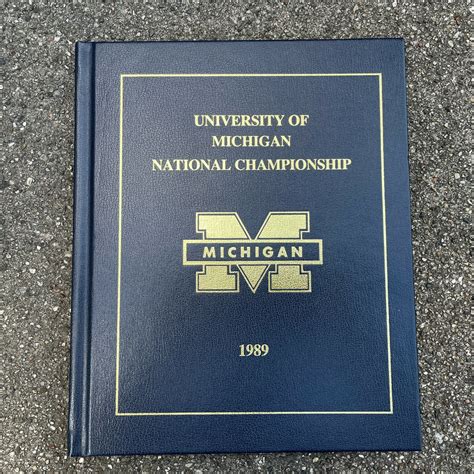 UNIVERSITY OF
MICHIGAN
NATIONAL CHAMPIONSHIP
MICHIGAN
1989